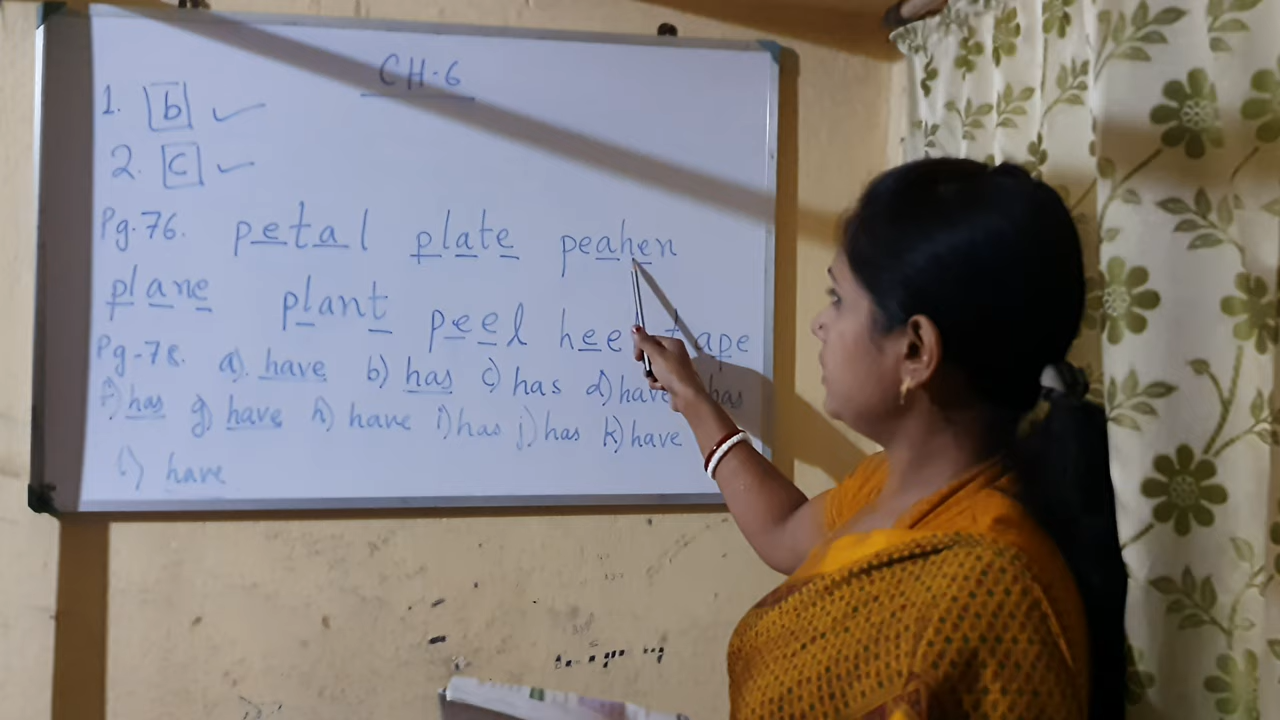 CH-6
1. b ✓
2. c ✓
Pg.76. petal plate peahen
plane plant peel hee tape
Pg-78. a). have b) has c) has d) have has
f) has g) have h) have i) has j) has k) have
l) have